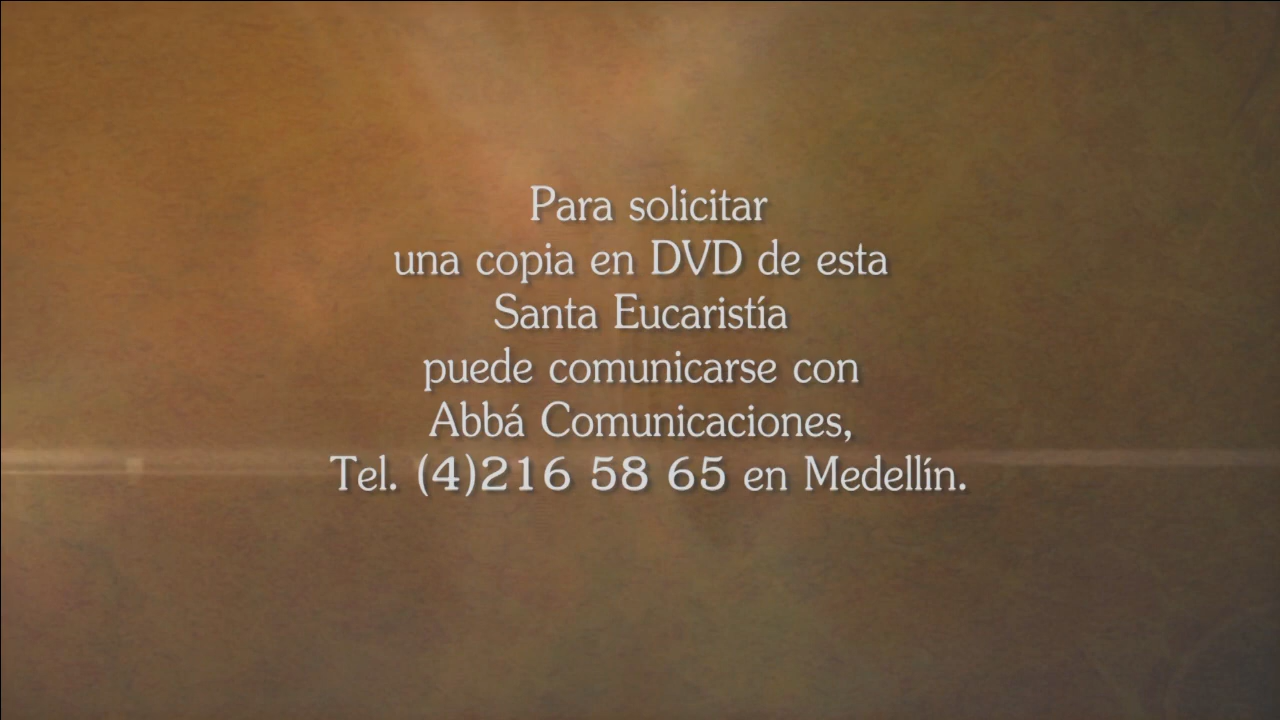 Para solicitar
una copia en DVD de esta
Santa Eucaristía
puede comunicarse con
Abbá Comunicaciones,
Tel. (4)216 58 65 en Medellín.